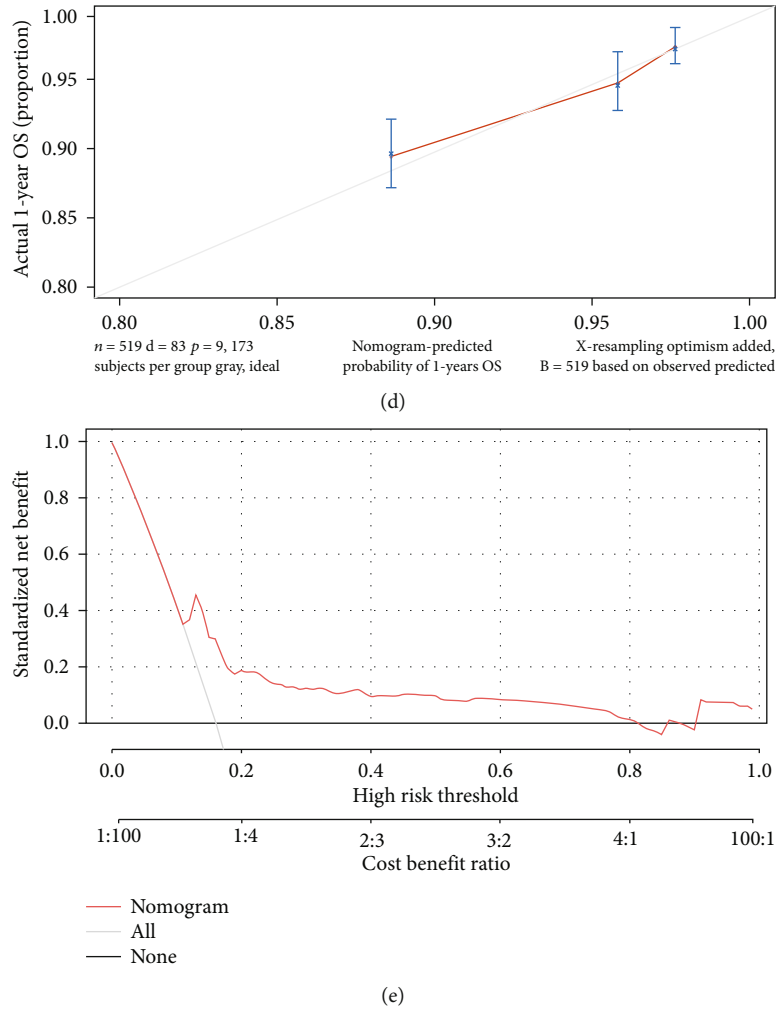 1.00
0.95
0.90
0.85
0.80
Actual 1-year OS (proportion)
0.80 0.85 0.90 0.95 1.00
n = 519 d = 83 p = 9, 173
subjects per group gray, ideal
Nomogram-predicted
probability of 1-years OS
X-resampling optimism added,
B = 519 based on observed predicted
(d)
1.0
0.8
0.6
0.4
0.2
0.0
Standardized net benefit
0.0 0.2 0.4 0.6 0.8 1.0
High risk threshold
1:100 1:4 2:3 3:2 4:1 100:1
Cost benefit ratio
Nomogram
All
None
(e)